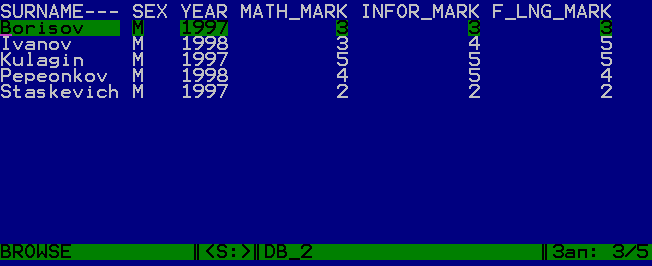 SURNAME--- SEX YEAR MATH_MARK INFOR_MARK F_LNG_MARK
Borisov M 1997 3 3 3
Ivanov M 1998 3 4 5
Kulagin M 1997 5 5 5
Pepeonkov M 1998 4 5 4
Staskevich M 1997 2 2 2
BROWSE ||<S:>||DB_2 ||Зап: 3/5